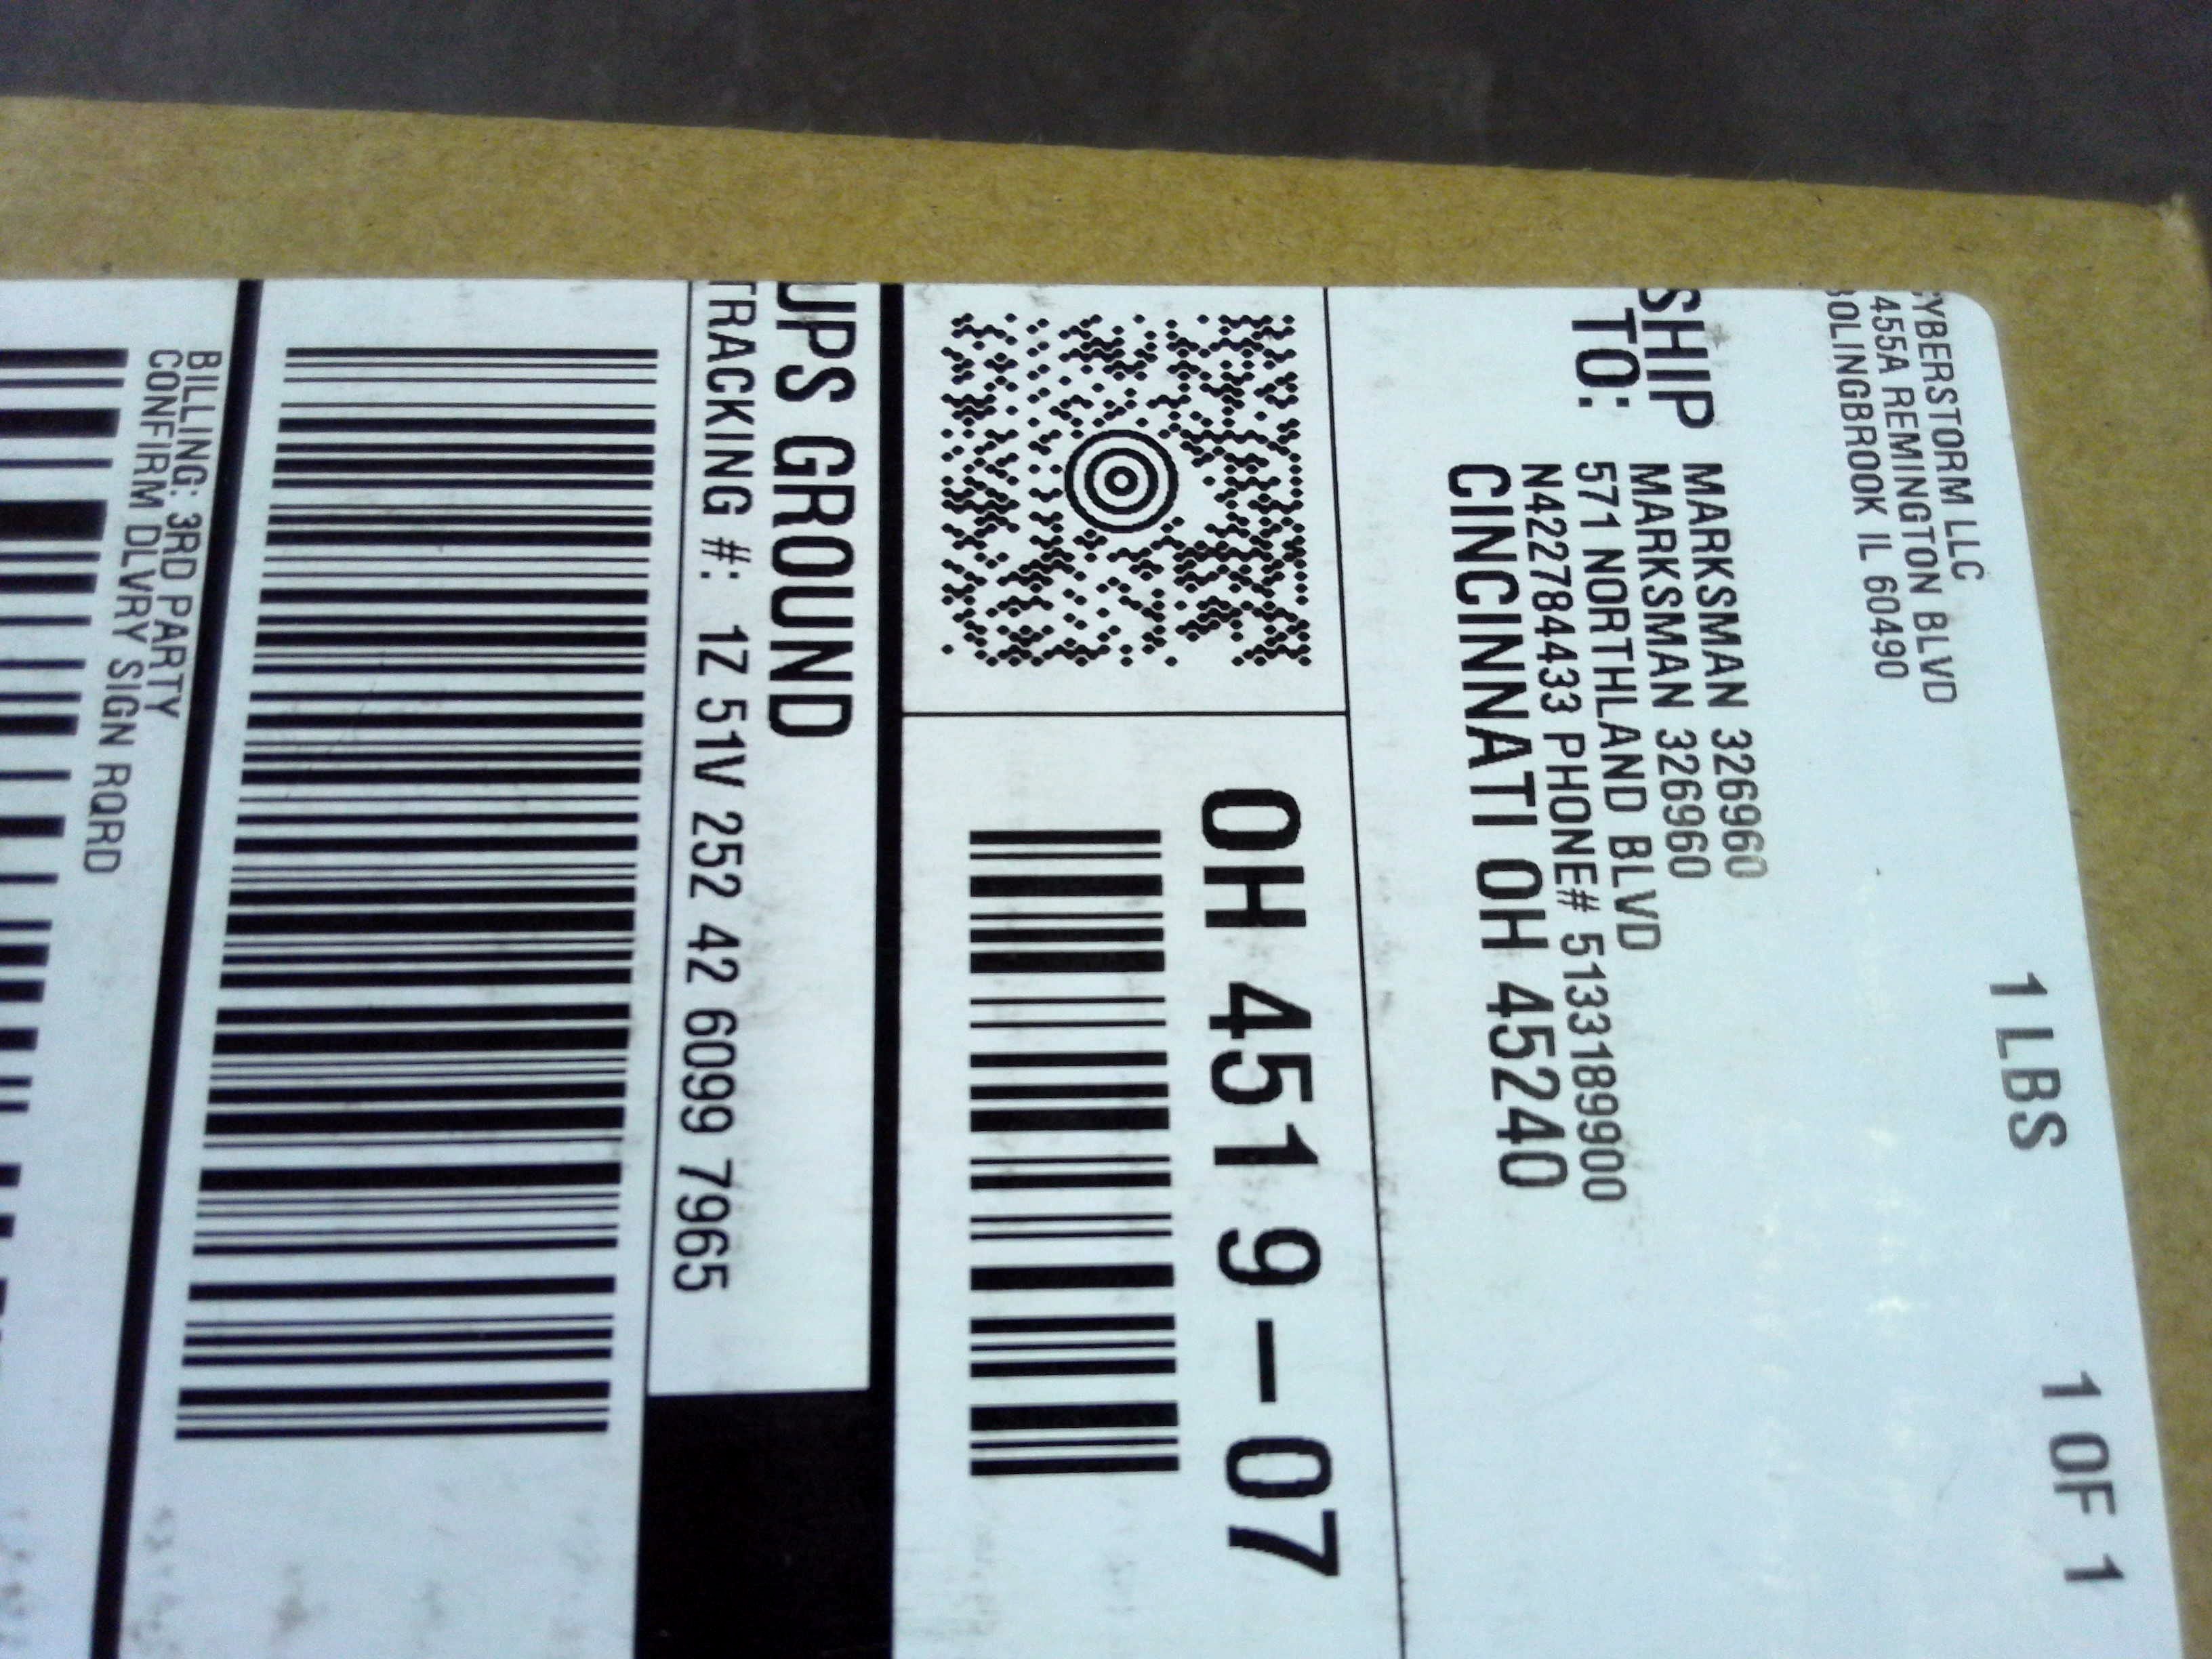 YBERSTORM LLC
455A REMINGTON BLVD
BOLINGBROOK IL 60490
1 LBS
1 OF 1
SHIP TO:
MARKSMAN 326960
MARKSMAN 326960
571 NORTHLAND BLVD
N422784433 PHONE# 5133189900
CINCINNATI OH 45240
OH 451 9-07
UPS GROUND
TRACKING #: 1Z 51V 252 42 6099 7965
BILLING: 3RD PARTY
CONFIRM DLVRY SIGN RQRD